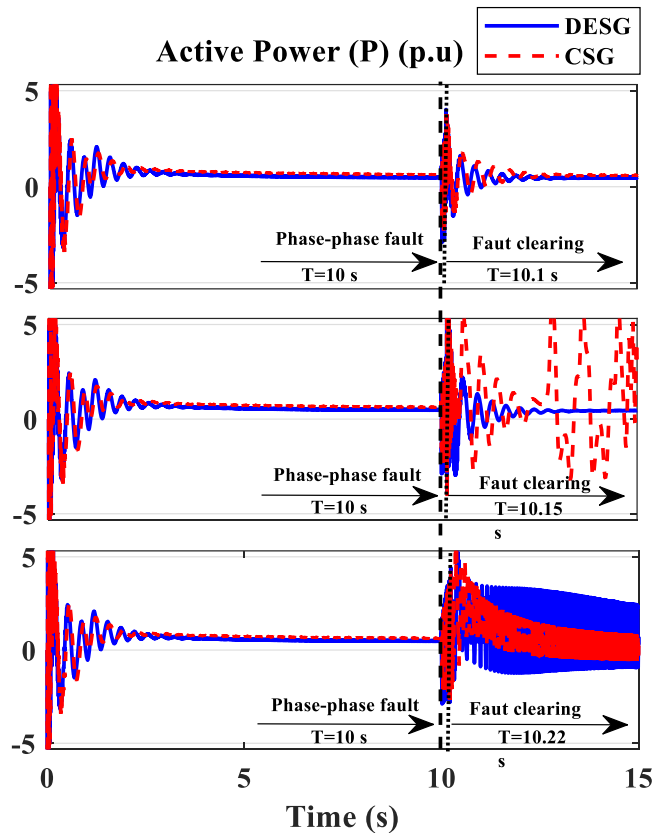 DESG
CSG
Active Power (P) (p.u)
5
0
-5
Phase-phase fault
T=10 s
Faut clearing
T=10.1 s
5
0
-5
Phase-phase fault
T=10 s
Faut clearing
T=10.15
s
5
0
-5
Phase-phase fault
T=10 s
Faut clearing
T=10.22
s
0
5
10
15
Time (s)